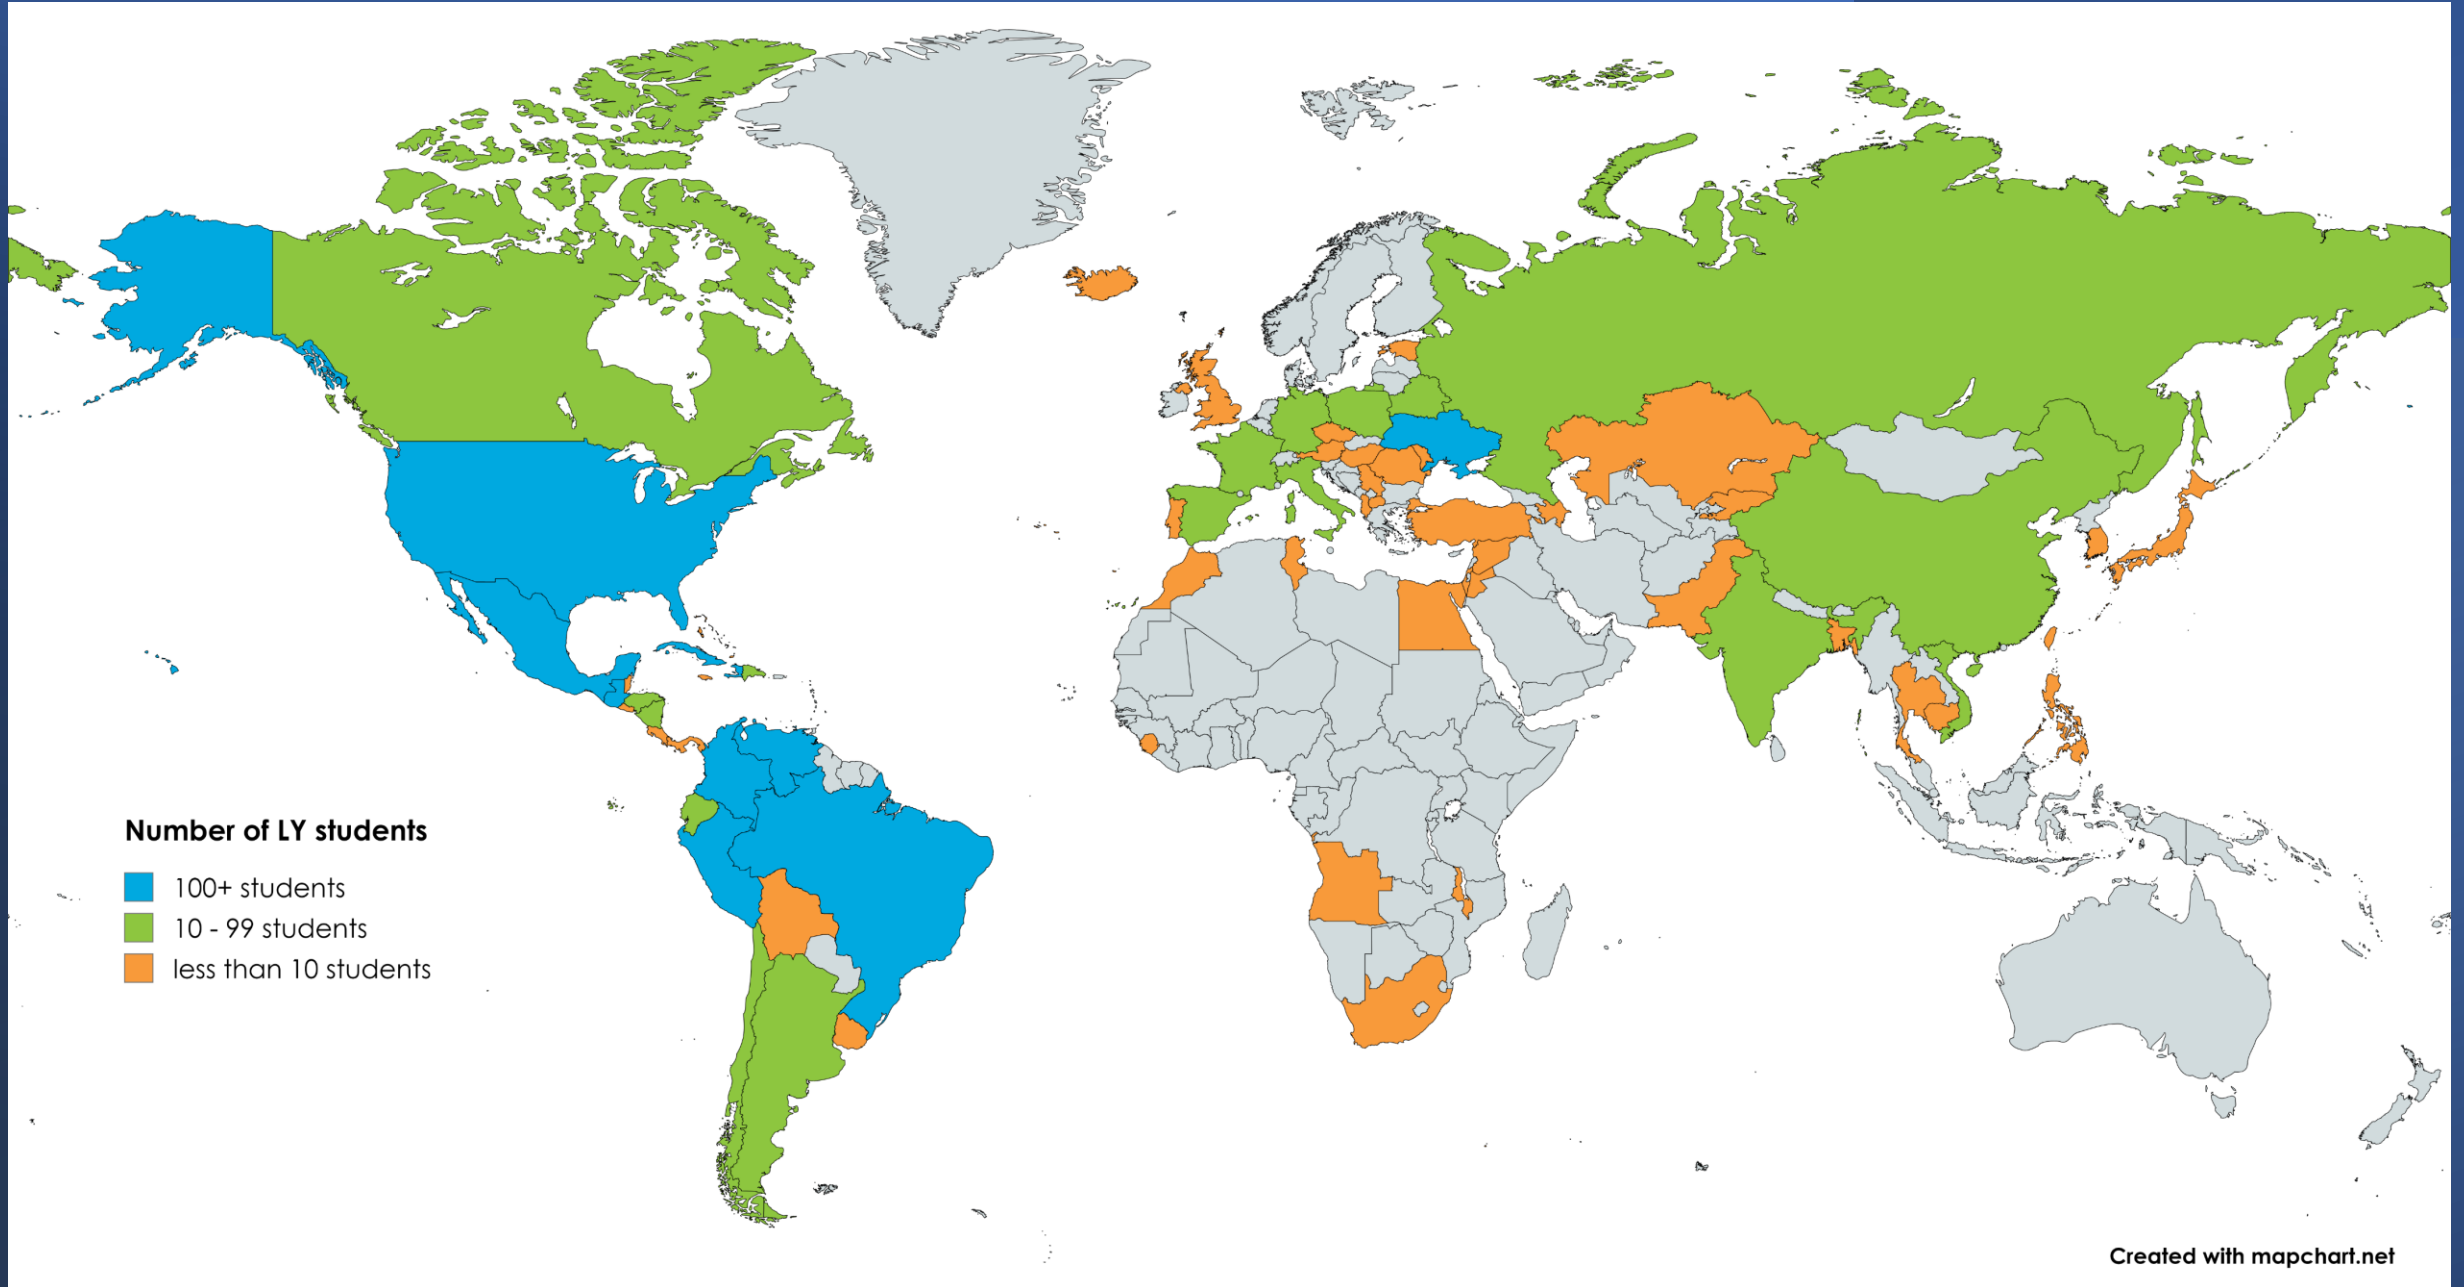 Number of LY students
100+ students
10 - 99 students
less than 10 students
Created with mapchart.net